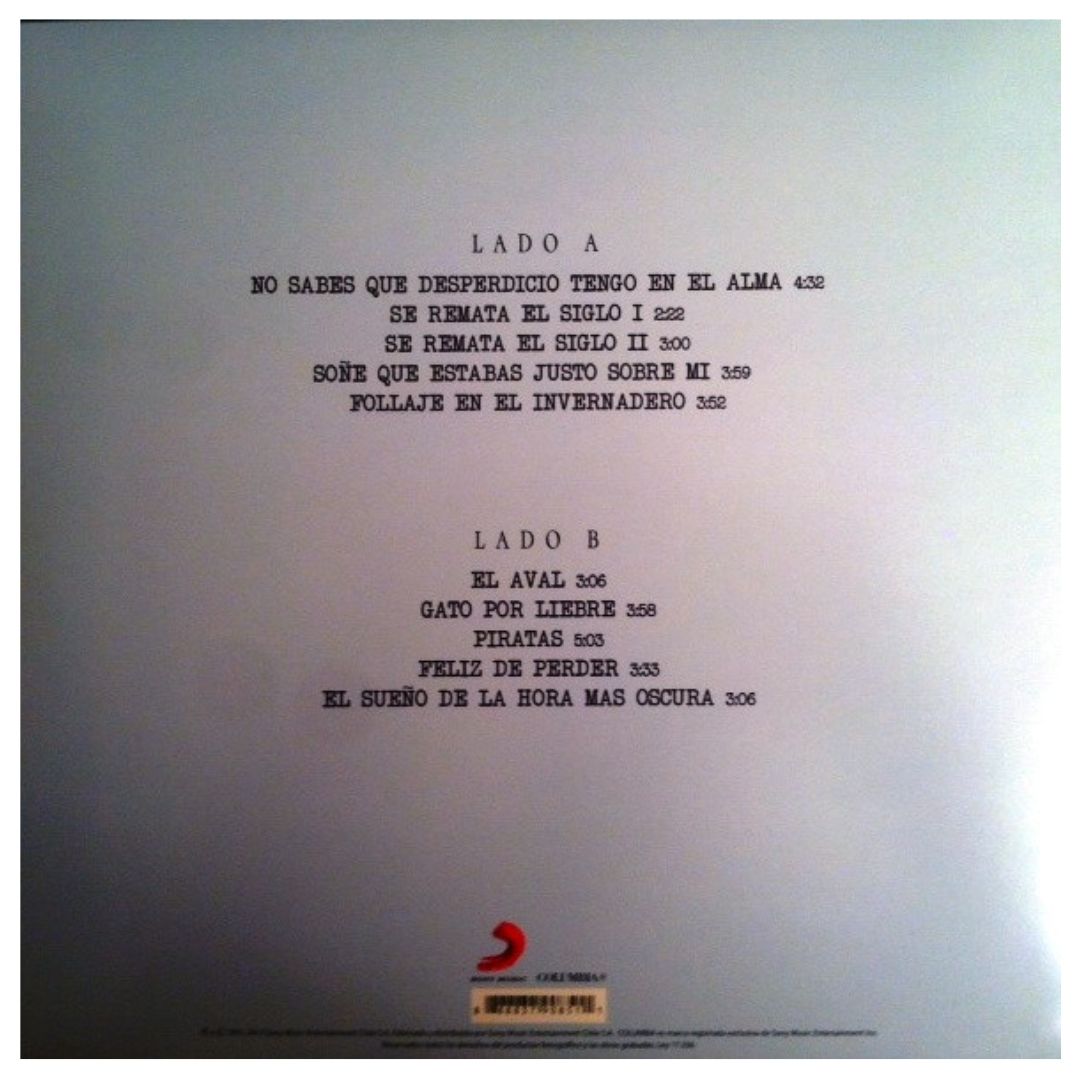 LADO A
NO SABES QUE DESPERDICIO TENGO EN EL ALMA 4:32
SE REMATA EL SIGLO I 2:22
SE REMATA EL SIGLO II 3:00
SOÑE QUE ESTABAS JUSTO SOBRE MI 3:59
FOLLAJE EN EL INVERNADERO 3:52
LADO B
EL AVAL 3:06
GATO POR LIEBRE 3:58
PIRATAS 5:03
FELIZ DE PERDER 3:33
EL SUEÑO DE LA HORA MAS OSCURA 3:06
SONY MUSIC COLUMBIA